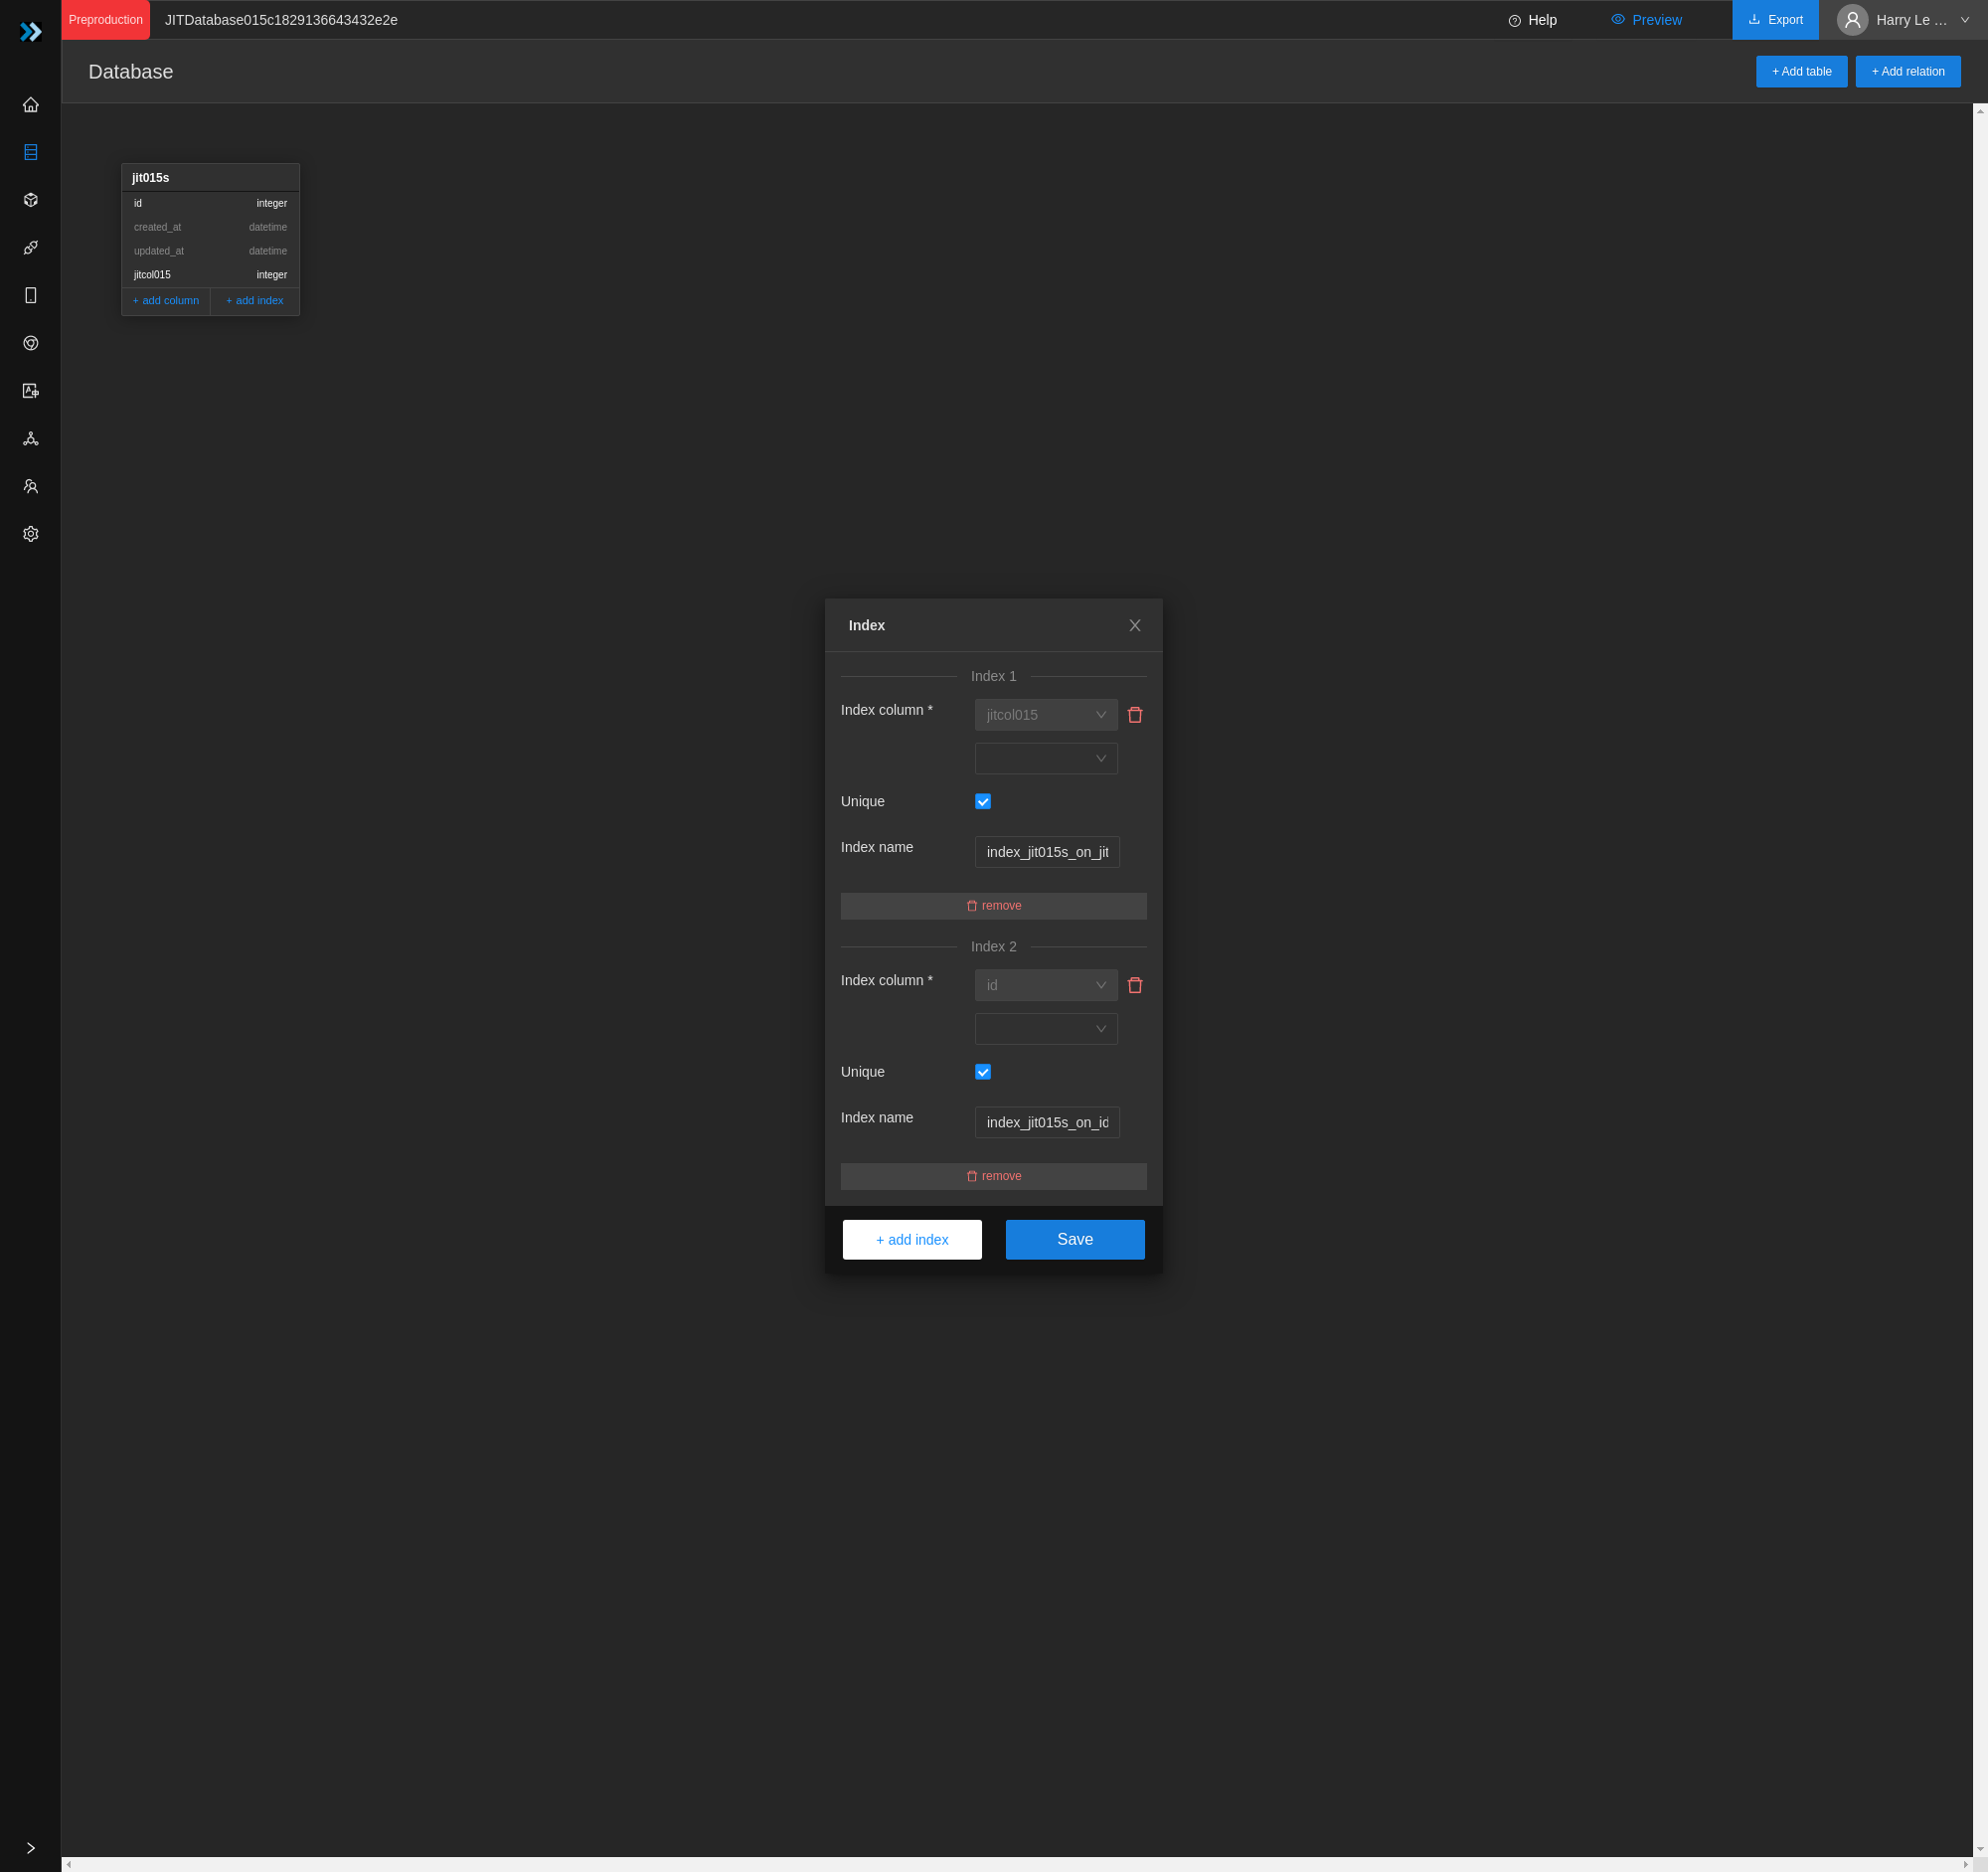 Preproduction JITDatabase015c1829136643432e2e Help Preview Export Harry Le ...
Database + Add table + Add relation
jit015s
id integer
created_at datetime
updated_at datetime
jitcol015 integer
+ add column + add index
Index
Index 1
Index column * jitcol015
Unique
Index name index_jit015s_on_jit
remove
Index 2
Index column * id
Unique
Index name index_jit015s_on_id
remove
+ add index Save